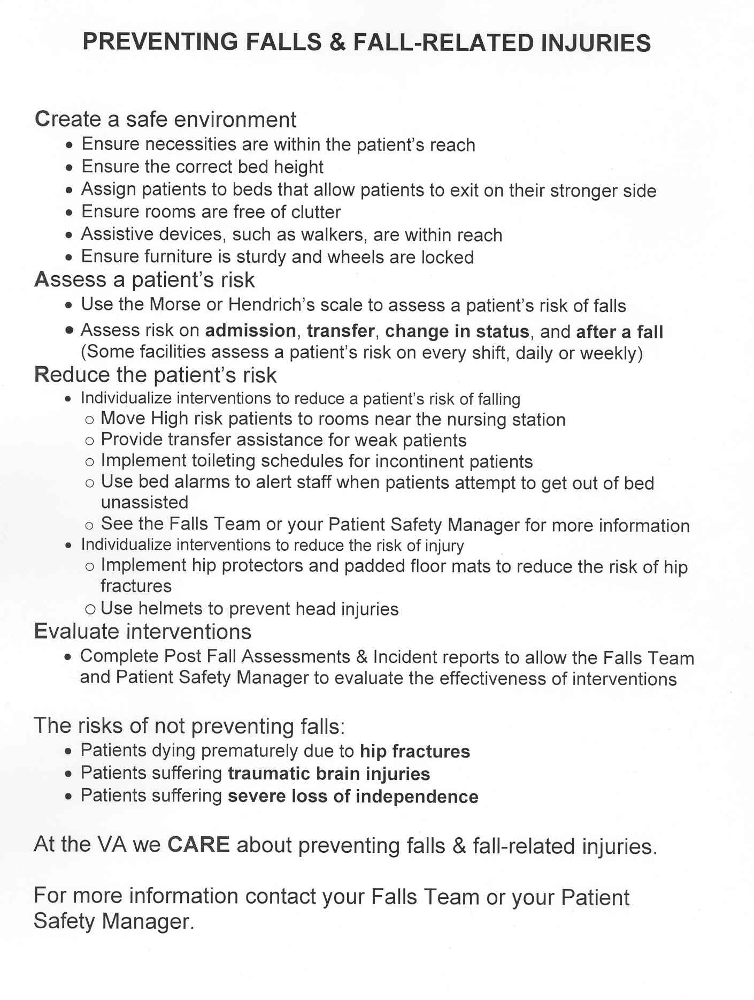 PREVENTING FALLS & FALL-RELATED INJURIES
Create a safe environment
• Ensure necessities are within the patient's reach
• Ensure the correct bed height
• Assign patients to beds that allow patients to exit on their stronger side
• Ensure rooms are free of clutter
• Assistive devices, such as walkers, are within reach
• Ensure furniture is sturdy and wheels are locked
Assess a patient's risk
• Use the Morse or Hendrich's scale to assess a patient's risk of falls
• Assess risk on admission, transfer, change in status, and after a fall
(Some facilities assess a patient's risk on every shift, daily or weekly)
Reduce the patient's risk
• Individualize interventions to reduce a patient's risk of falling
o Move High risk patients to rooms near the nursing station
o Provide transfer assistance for weak patients
o Implement toileting schedules for incontinent patients
o Use bed alarms to alert staff when patients attempt to get out of bed
unassisted
o See the Falls Team or your Patient Safety Manager for more information
• Individualize interventions to reduce the risk of injury
o Implement hip protectors and padded floor mats to reduce the risk of hip
fractures
o Use helmets to prevent head injuries
Evaluate interventions
• Complete Post Fall Assessments & Incident reports to allow the Falls Team
and Patient Safety Manager to evaluate the effectiveness of interventions
The risks of not preventing falls:
• Patients dying prematurely due to hip fractures
• Patients suffering traumatic brain injuries
• Patients suffering severe loss of independence
At the VA we CARE about preventing falls & fall-related injuries.
For more information contact your Falls Team or your Patient
Safety Manager.